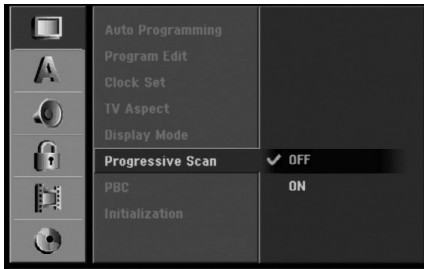 Auto Programming
Program Edit
Clock Set
TV Aspect
Display Mode
Progressive Scan
OFF
PBC
ON
Initialization
A